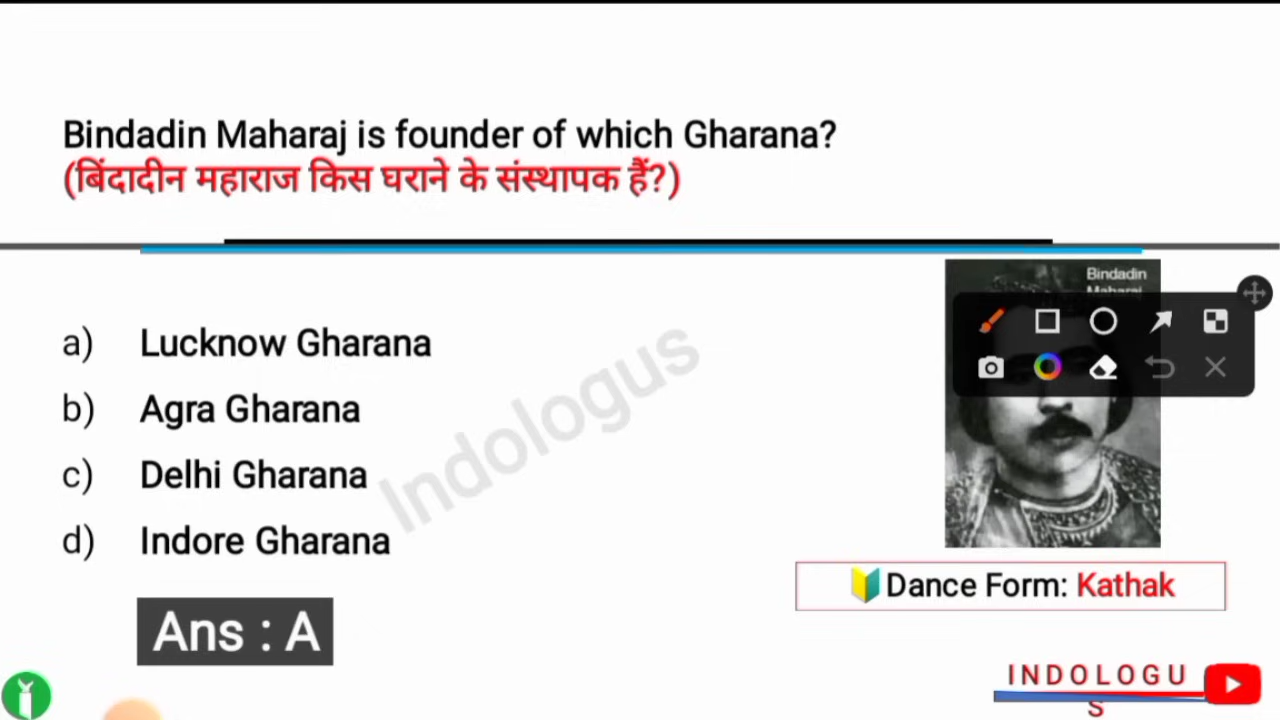 Bindadin Maharaj is founder of which Gharana?
(बिंदादीन महाराज किस घराने के संस्थापक हैं?)
Bindadin
a) Lucknow Gharana
b) Agra Gharana
c) Delhi Gharana
d) Indore Gharana
Indologus
Dance Form: Kathak
Ans : A
INDOLOGU
S